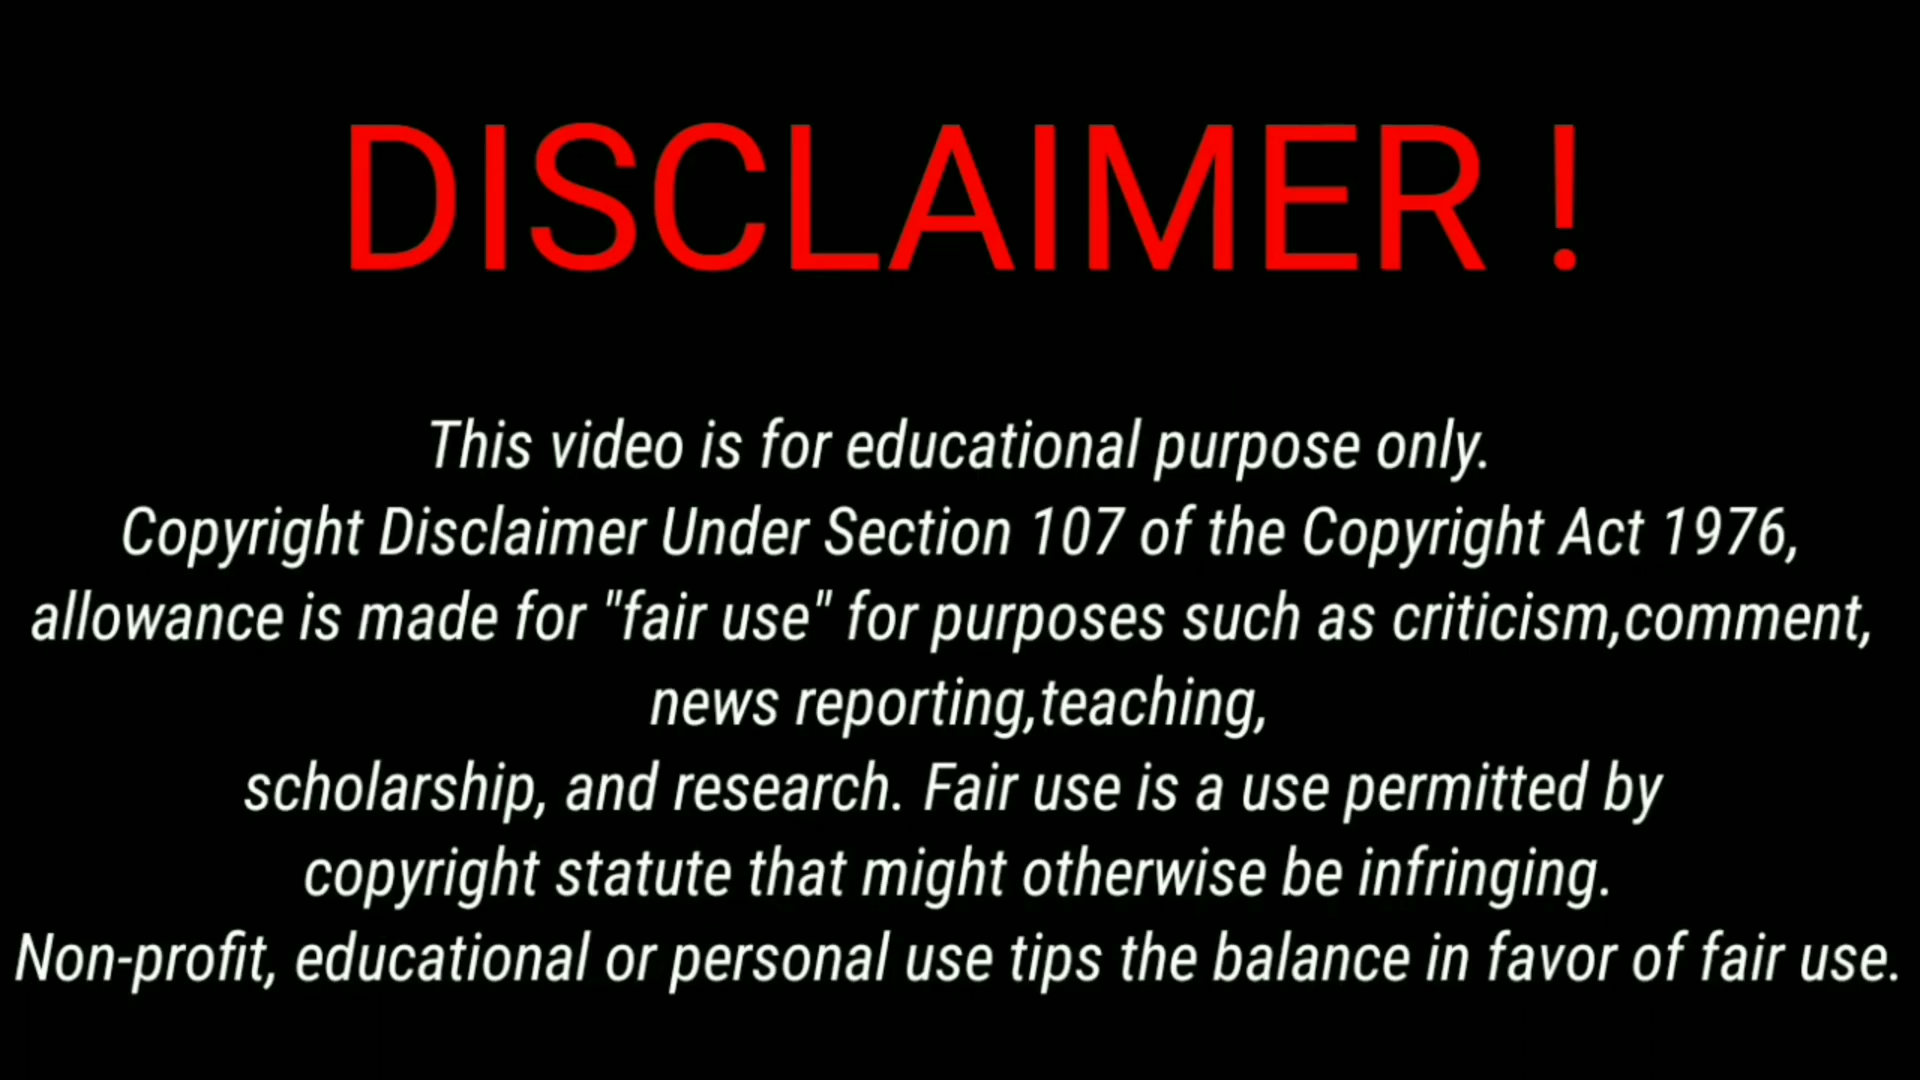 DISCLAIMER !
This video is for educational purpose only.
Copyright Disclaimer Under Section 107 of the Copyright Act 1976,
allowance is made for "fair use" for purposes such as criticism,comment,
news reporting,teaching,
scholarship, and research. Fair use is a use permitted by
copyright statute that might otherwise be infringing.
Non-profit, educational or personal use tips the balance in favor of fair use.